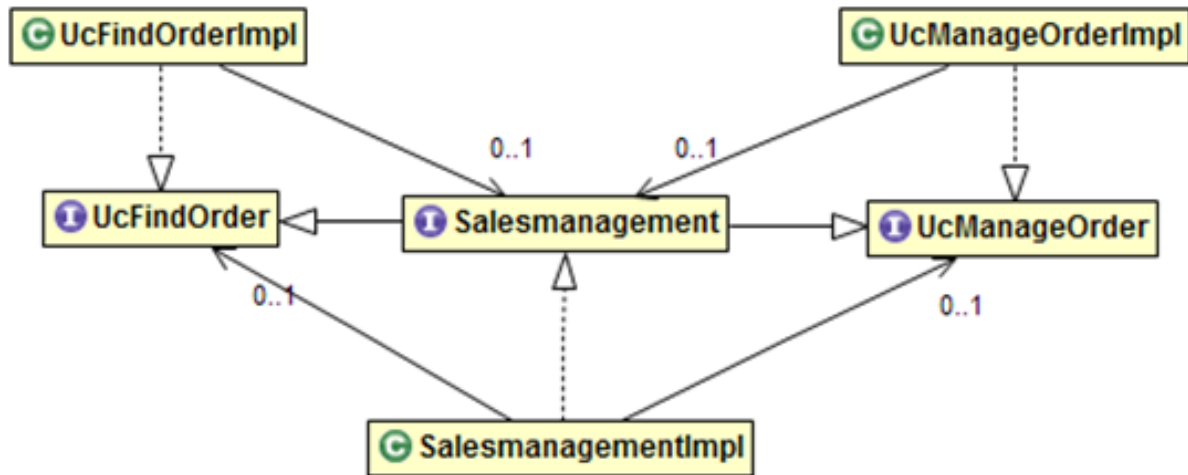 C UcFindOrderImpl
C UcManageOrderImpl
0..1
0..1
I UcFindOrder
I Salesmanagement
I UcManageOrder
0..1
0..1
C SalesmanagementImpl